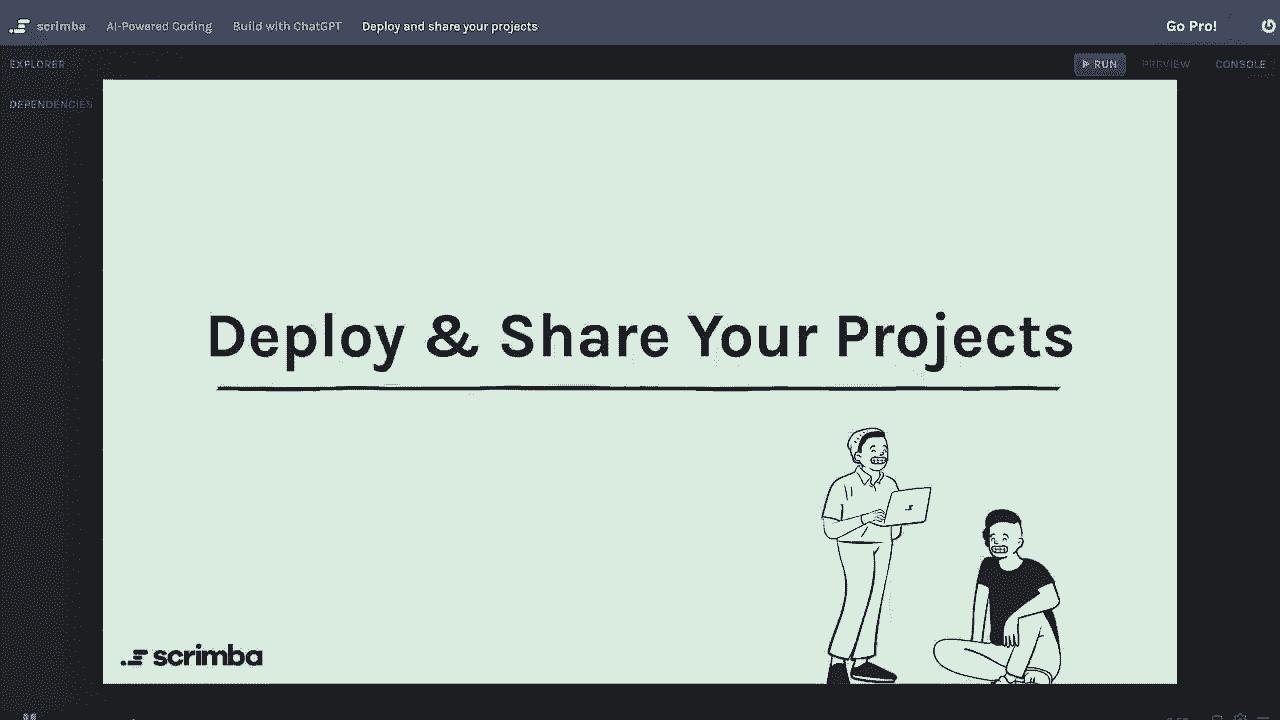 scrimba AI-Powered Coding Build with ChatGPT Deploy and share your projects Go Pro!
EXPLORER RUN PREVIEW CONSOLE
DEPENDENCIES
Deploy & Share Your Projects
scrimba